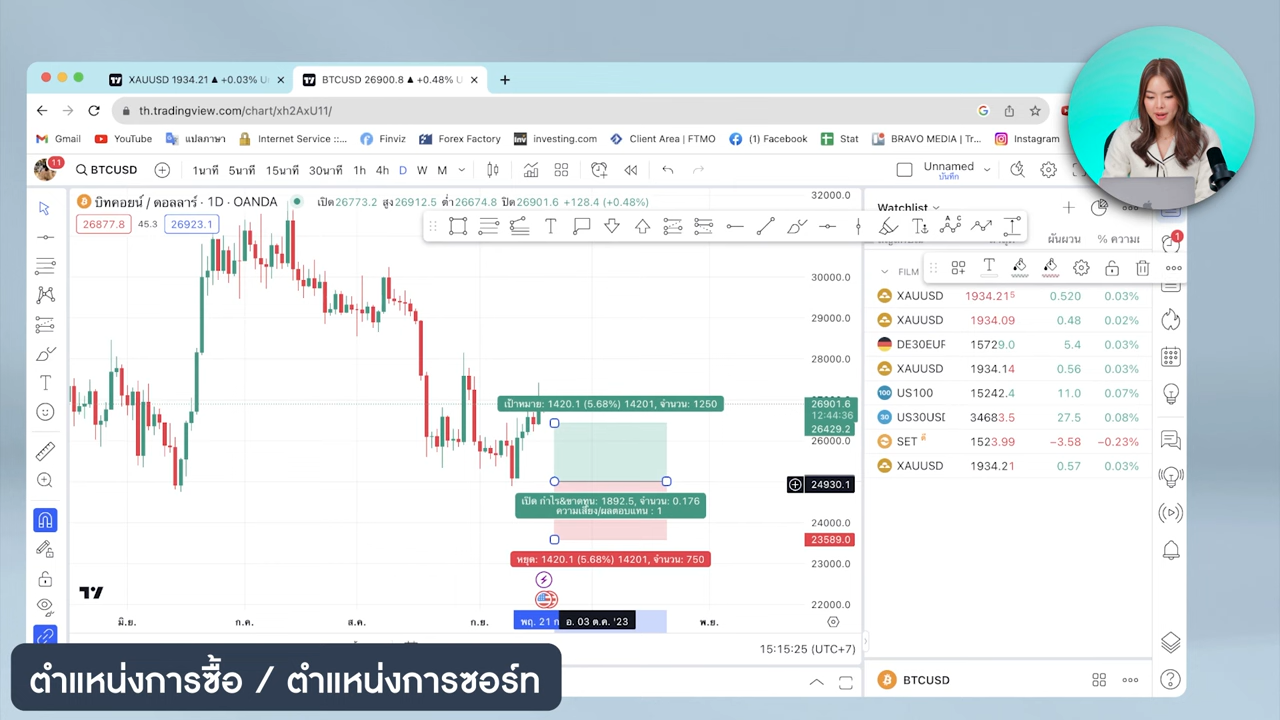 XAUUSD 1934.21 ▲ +0.03% U
BTCUSD 26900.8 ▲ +0.48% U
th.tradingview.com/chart/xh2AxU11/
Gmail
YouTube
แปลภาษา
Internet Service ::...
Finviz
Forex Factory
investing.com
Client Area | FTMO
(1) Facebook
Stat
BRAVO MEDIA | Tr...
Instagram
11
BTCUSD
1นาที 5นาที 15นาที 30นาที 1h 4h D W M
Unnamed
บันทึก
บิทคอยน์ / ดอลลาร์ · 1D · OANDA
เปิด26773.2 สูง26912.5 ต่ำ26674.8 ปิด26901.6 +128.4 (+0.48%)
26877.8 45.3 26923.1
32000.0
30000.0
29000.0
28000.0
26901.6
12:44:36
26429.2
26000.0
24930.1
24000.0
23589.0
23000.0
22000.0
เป้าหมาย: 1420.1 (5.68%) 14201, จำนวน: 1250
เปิด กำไร&ขาดทุน: 1892.5, จำนวน: 0.176
ความเสี่ยง/ผลตอบแทน : 1
หยุด: 1420.1 (5.68%) 14201, จำนวน: 750
มิ.ย. ก.ค. ส.ค. ก.ย. พฤ. 21 ก อ. 03 ต.ค. '23 พ.ย.
15:15:25 (UTC+7)
Watchlist
ผันผวน % ความเ
FILM
XAUUSD 1934.215 0.520 0.03%
XAUUSD 1934.09 0.48 0.02%
DE30EUR 15729.0 5.4 0.03%
XAUUSD 1934.14 0.56 0.03%
US100 15242.4 11.0 0.07%
US30USD 34683.5 27.5 0.08%
SET 1523.99 −3.58 −0.23%
XAUUSD 1934.21 0.57 0.03%
1
BTCUSD
ตำแหน่งการซื้อ / ตำแหน่งการชอร์ท